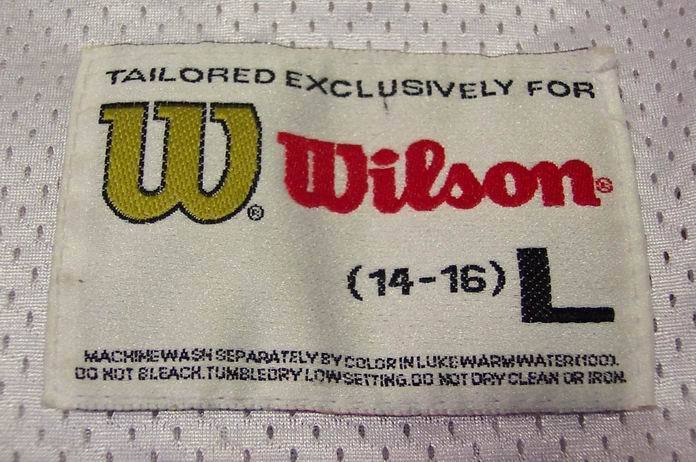 TAILORED EXCLUSIVELY FOR
W® Wilson®
(14-16) L
MACHINE WASH SEPARATELY BY COLOR IN LUKE WARM WATER (100).
DO NOT BLEACH. TUMBLE DRY LOW SETTING. DO NOT DRY CLEAN OR IRON.